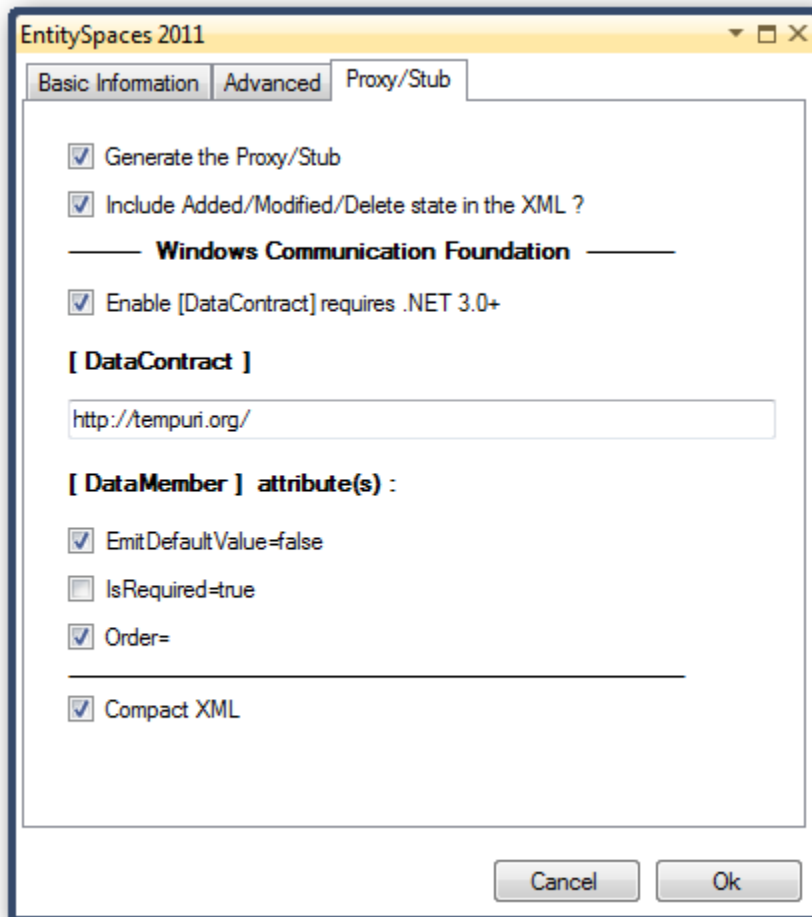 EntitySpaces 2011
Basic Information Advanced Proxy/Stub
Generate the Proxy/Stub
Include Added/Modified/Delete state in the XML ?
Windows Communication Foundation
Enable [DataContract] requires .NET 3.0+
[ DataContract ]
http://tempuri.org/
[ DataMember ] attribute(s) :
EmitDefaultValue=false
IsRequired=true
Order=
Compact XML
Cancel Ok